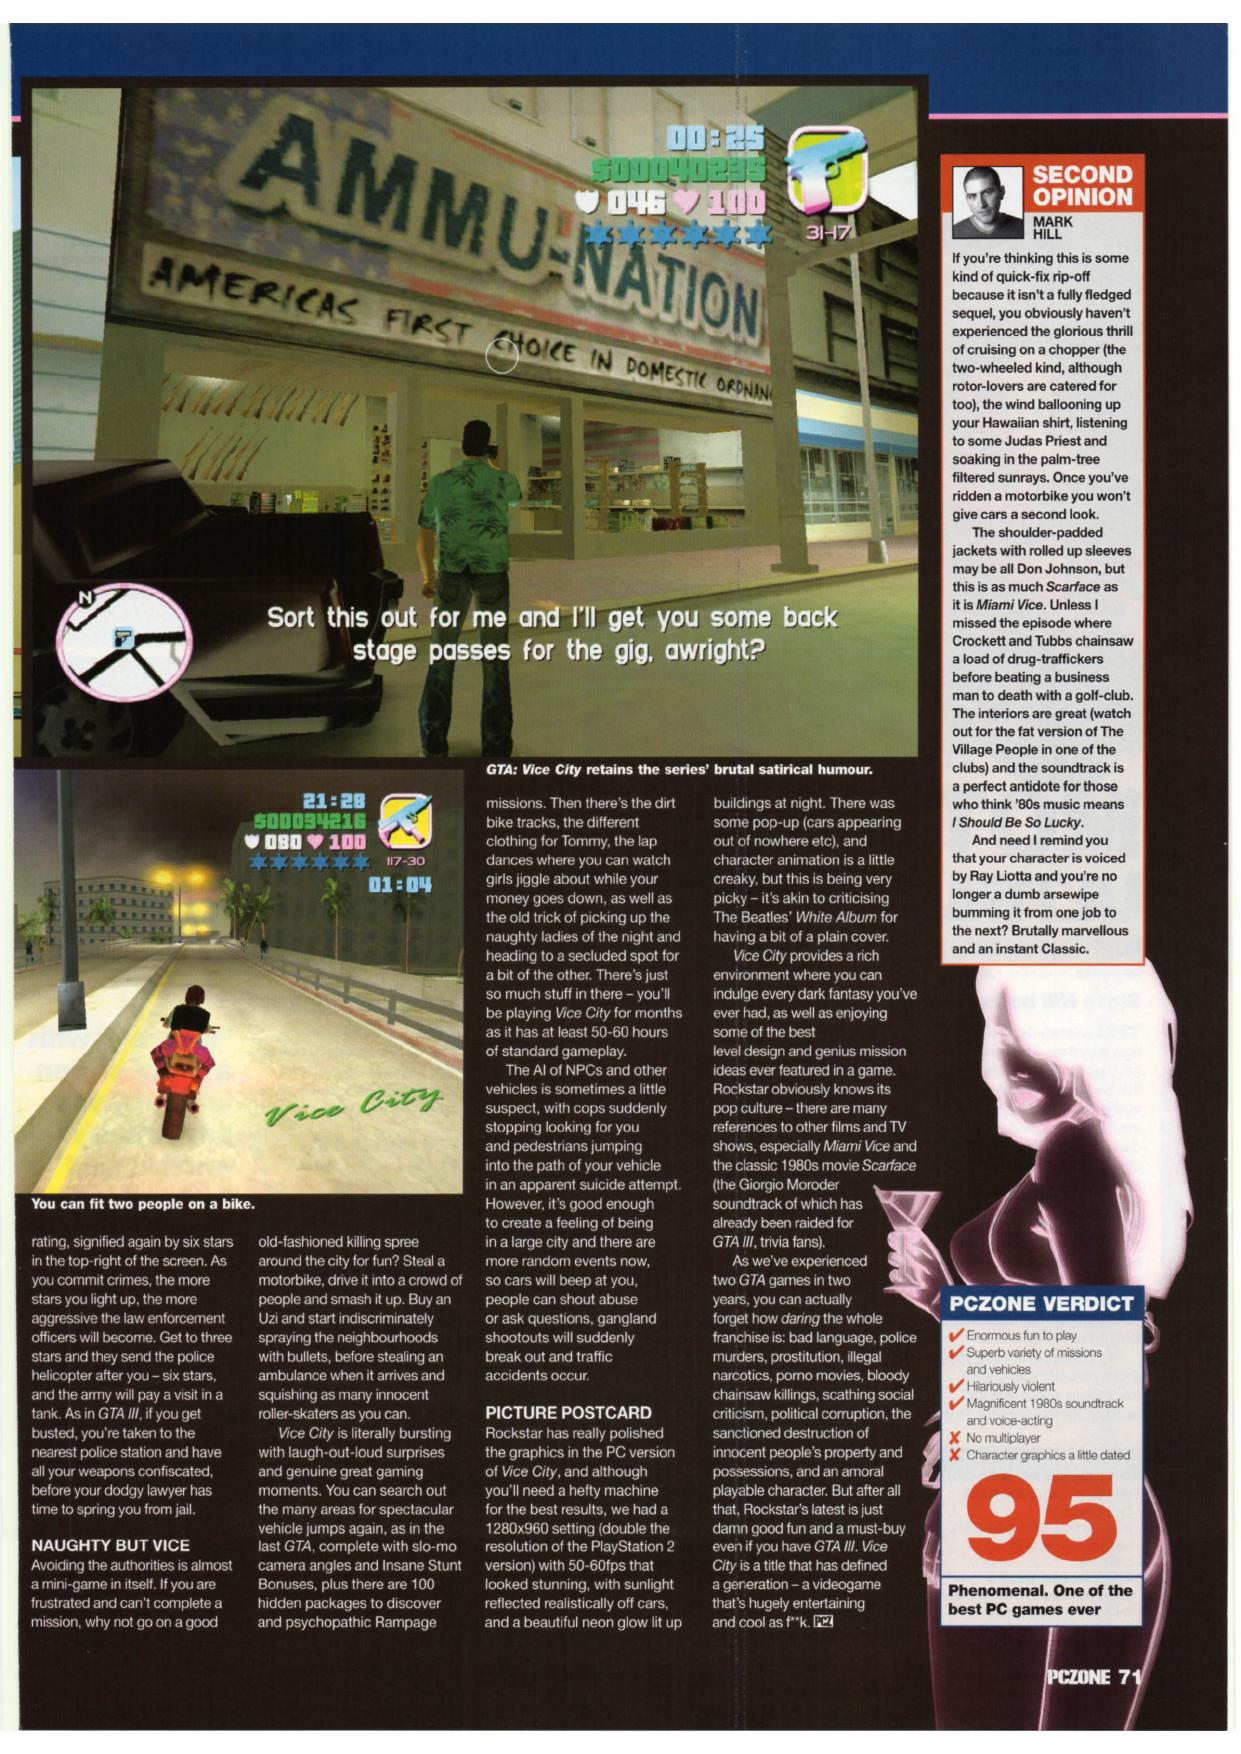 AMMU-NATION
AMERICAS FIRST CHOICE IN DOMESTIC ORDNAN
00:25
$00040235
046 100
31-17
N
Sort this out for me and I'll get you some back
stage passes for the gig, awright?
GTA: Vice City retains the series' brutal satirical humour.
21:28
$00034216
080 100
117-30
01:04
Vice City
You can fit two people on a bike.
rating, signified again by six stars
in the top-right of the screen. As
you commit crimes, the more
stars you light up, the more
aggressive the law enforcement
officers will become. Get to three
stars and they send the police
helicopter after you – six stars,
and the army will pay a visit in a
tank. As in GTA III, if you get
busted, you're taken to the
nearest police station and have
all your weapons confiscated,
before your dodgy lawyer has
time to spring you from jail.
NAUGHTY BUT VICE
Avoiding the authorities is almost
a mini-game in itself. If you are
frustrated and can't complete a
mission, why not go on a good
old-fashioned killing spree
around the city for fun? Steal a
motorbike, drive it into a crowd of
people and smash it up. Buy an
Uzi and start indiscriminately
spraying the neighbourhoods
with bullets, before stealing an
ambulance when it arrives and
squishing as many innocent
roller-skaters as you can.
Vice City is literally bursting
with laugh-out-loud surprises
and genuine great gaming
moments. You can search out
the many areas for spectacular
vehicle jumps again, as in the
last GTA, complete with slo-mo
camera angles and Insane Stunt
Bonuses, plus there are 100
hidden packages to discover
and psychopathic Rampage
missions. Then there's the dirt
bike tracks, the different
clothing for Tommy, the lap
dances where you can watch
girls jiggle about while your
money goes down, as well as
the old trick of picking up the
naughty ladies of the night and
heading to a secluded spot for
a bit of the other. There's just
so much stuff in there – you'll
be playing Vice City for months
as it has at least 50-60 hours
of standard gameplay.
The AI of NPCs and other
vehicles is sometimes a little
suspect, with cops suddenly
stopping looking for you
and pedestrians jumping
into the path of your vehicle
in an apparent suicide attempt.
However, it's good enough
to create a feeling of being
in a large city and there are
more random events now,
so cars will beep at you,
people can shout abuse
or ask questions, gangland
shootouts will suddenly
break out and traffic
accidents occur.
PICTURE POSTCARD
Rockstar has really polished
the graphics in the PC version
of Vice City, and although
you'll need a hefty machine
for the best results, we had a
1280x960 setting (double the
resolution of the PlayStation 2
version) with 50-60fps that
looked stunning, with sunlight
reflected realistically off cars,
and a beautiful neon glow lit up
buildings at night. There was
some pop-up (cars appearing
out of nowhere etc), and
character animation is a little
creaky, but this is being very
picky – it's akin to criticising
The Beatles' White Album for
having a bit of a plain cover.
Vice City provides a rich
environment where you can
indulge every dark fantasy you've
ever had, as well as enjoying
some of the best
level design and genius mission
ideas ever featured in a game.
Rockstar obviously knows its
pop culture – there are many
references to other films and TV
shows, especially Miami Vice and
the classic 1980s movie Scarface
(the Giorgio Moroder
soundtrack of which has
already been raided for
GTA III, trivia fans).
As we've experienced
two GTA games in two
years, you can actually
forget how daring the whole
franchise is: bad language, police
murders, prostitution, illegal
narcotics, porno movies, bloody
chainsaw killings, scathing social
criticism, political corruption, the
sanctioned destruction of
innocent people's property and
possessions, and an amoral
playable character. But after all
that, Rockstar's latest is just
damn good fun and a must-buy
even if you have GTA III. Vice
City is a title that has defined
a generation – a videogame
that's hugely entertaining
and cool as f**k. PCZ
SECOND
OPINION
MARK
HILL
If you're thinking this is some
kind of quick-fix rip-off
because it isn't a fully fledged
sequel, you obviously haven't
experienced the glorious thrill
of cruising on a chopper (the
two-wheeled kind, although
rotor-lovers are catered for
too), the wind ballooning up
your Hawaiian shirt, listening
to some Judas Priest and
soaking in the palm-tree
filtered sunrays. Once you've
ridden a motorbike you won't
give cars a second look.
The shoulder-padded
jackets with rolled up sleeves
may be all Don Johnson, but
this is as much Scarface as
it is Miami Vice. Unless I
missed the episode where
Crockett and Tubbs chainsaw
a load of drug-traffickers
before beating a business
man to death with a golf-club.
The interiors are great (watch
out for the fat version of The
Village People in one of the
clubs) and the soundtrack is
a perfect antidote for those
who think '80s music means
I Should Be So Lucky.
And need I remind you
that your character is voiced
by Ray Liotta and you're no
longer a dumb arsewipe
bumming it from one job to
the next? Brutally marvellous
and an instant Classic.
PCZONE VERDICT
✓ Enormous fun to play
✓ Superb variety of missions
and vehicles
✓ Hilariously violent
✓ Magnificent 1980s soundtrack
and voice-acting
✗ No multiplayer
✗ Character graphics a little dated
95
Phenomenal. One of the
best PC games ever
PCZONE 71